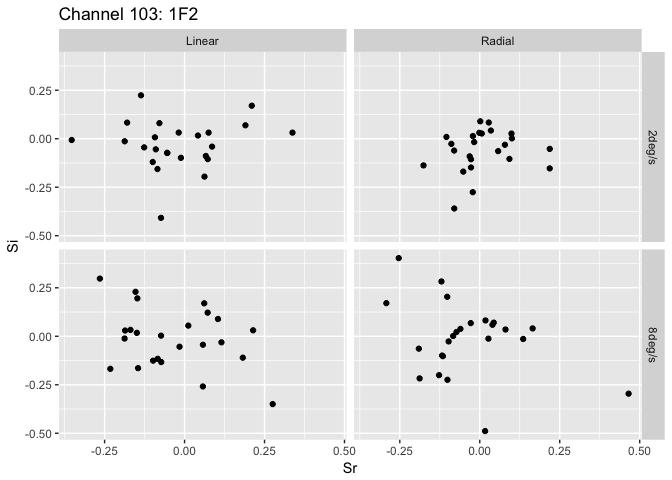 Channel 103: 1F2
Linear
Radial
0.25
0.00
-0.25
-0.50
2deg/s
Si
0.25
0.00
-0.25
-0.50
8deg/s
-0.25 0.00 0.25 0.50 -0.25 0.00 0.25 0.50
Sr